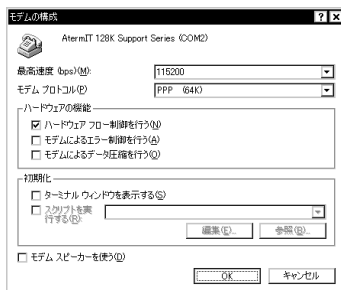 モデムの構成
AtermIT 128K Support Series (COM2)
最高速度 (bps)(M): 115200
モデム プロトコル(P) PPP (64K)
ハードウェアの機能
ハードウェア フロー制御を行う(N)
モデムによるエラー制御を行う(A)
モデムによるデータ圧縮を行う(O)
初期化
ターミナル ウィンドウを表示する(S)
スクリプトを実
行する(R):
編集(E)... 参照(B)...
モデム スピーカーを使う(D)
OK キャンセル